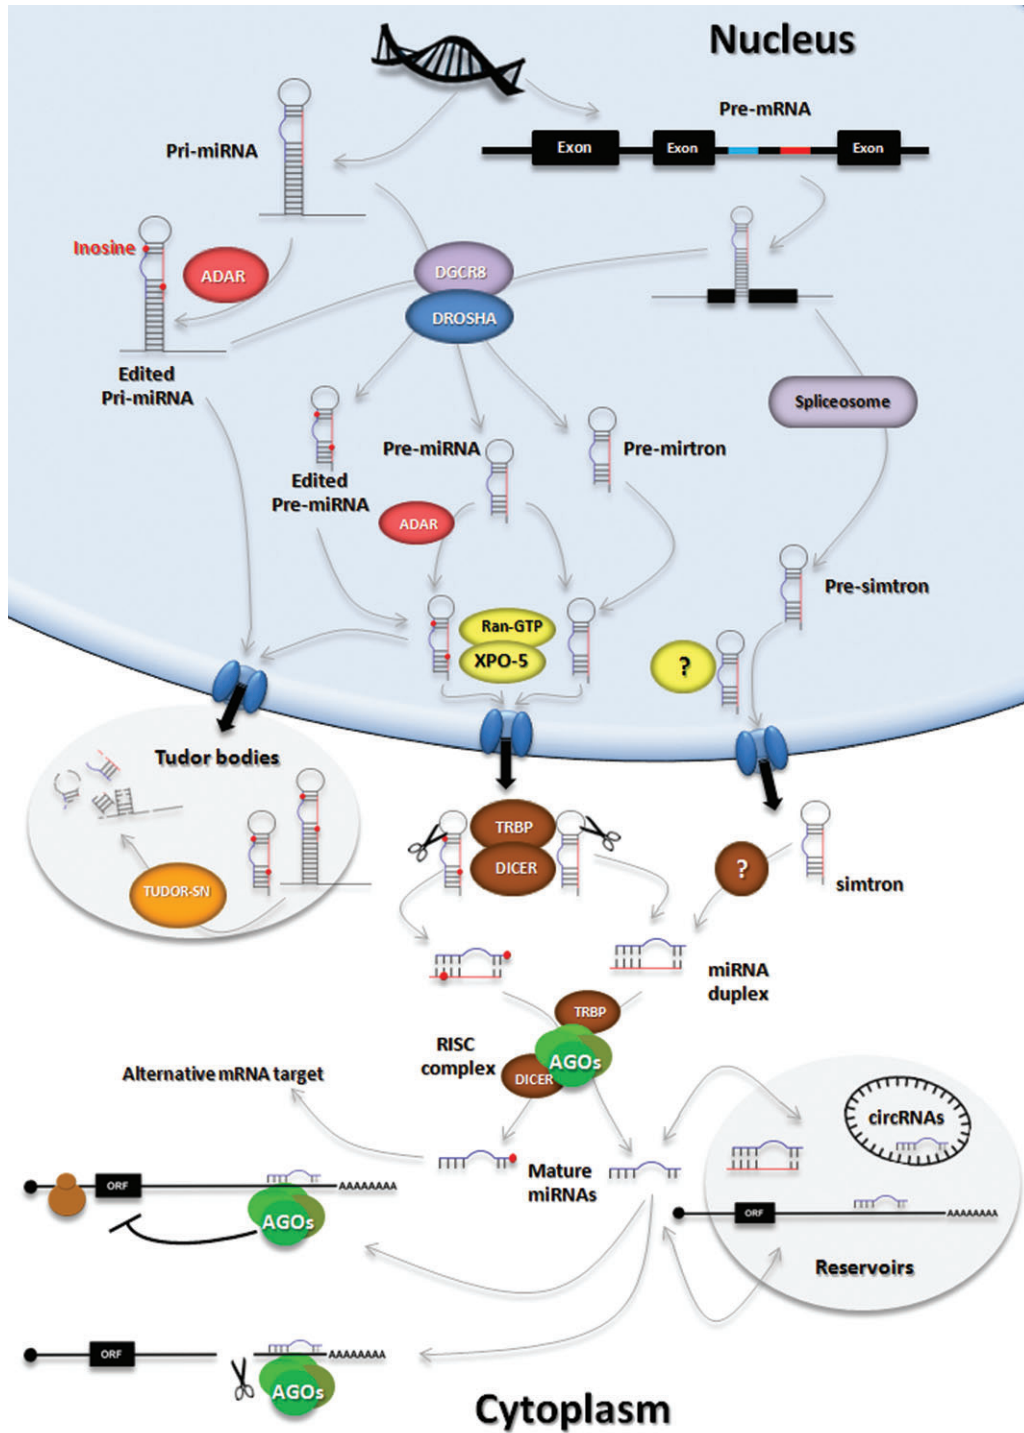 Nucleus
Pre-mRNA
Exon
Exon
Exon
Pri-miRNA
Inosine
ADAR
DGCR8
DROSHA
Edited
Pri-miRNA
Spliceosome
Pre-miRNA
Pre-mirtron
Edited
Pre-miRNA
ADAR
Pre-simtron
Ran-GTP
XPO-5
?
Tudor bodies
TUDOR-SN
TRBP
DICER
?
simtron
miRNA
duplex
TRBP
RISC
complex
AGOs
DICER
Alternative mRNA target
circRNAs
Mature
miRNAs
ORF
AAAAAAAA
AGOs
ORF
AAAAAAAA
Reservoirs
ORF
AAAAAAAA
AGOs
Cytoplasm